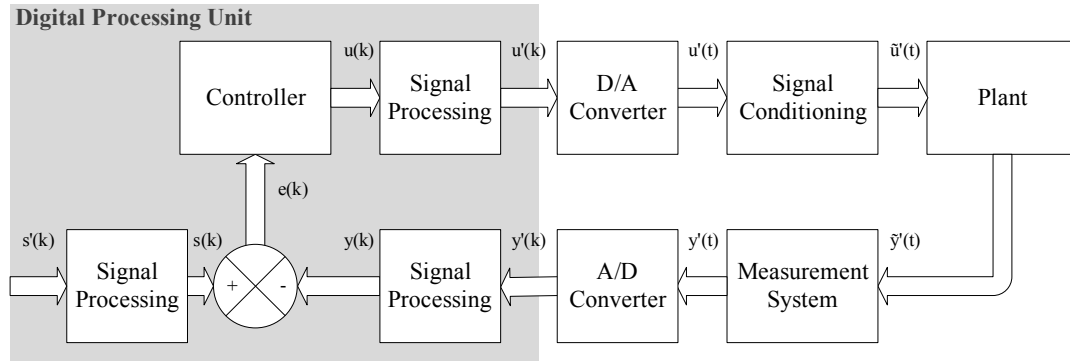 Digital Processing Unit
u(k)
u'(k)
u'(t)
ũ'(t)
Controller
Signal
Processing
D/A
Converter
Signal
Conditioning
Plant
e(k)
s'(k)
s(k)
y(k)
y'(k)
y'(t)
ỹ'(t)
Signal
Processing
+
-
Signal
Processing
A/D
Converter
Measurement
System